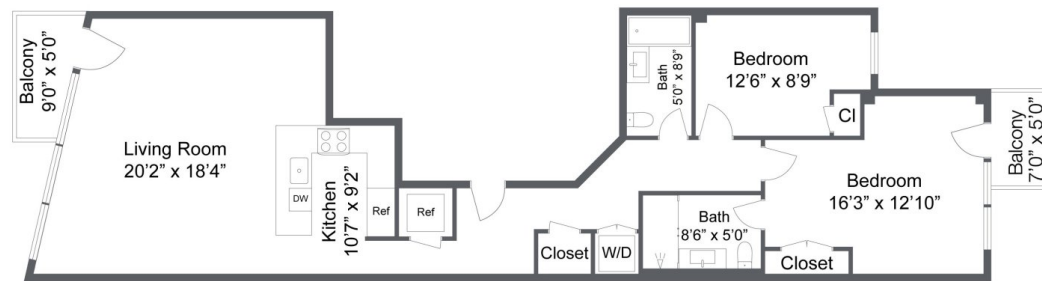 Balcony
9'0" x 5'0"
Living Room
20'2" x 18'4"
DW
Kitchen
10'7" x 9'2"
Ref
Ref
Closet
W/D
Bath
5'0" x 8'9"
Bedroom
12'6" x 8'9"
Cl
Bath
8'6" x 5'0"
Closet
Bedroom
16'3" x 12'10"
Balcony
7'0" x 5'0"